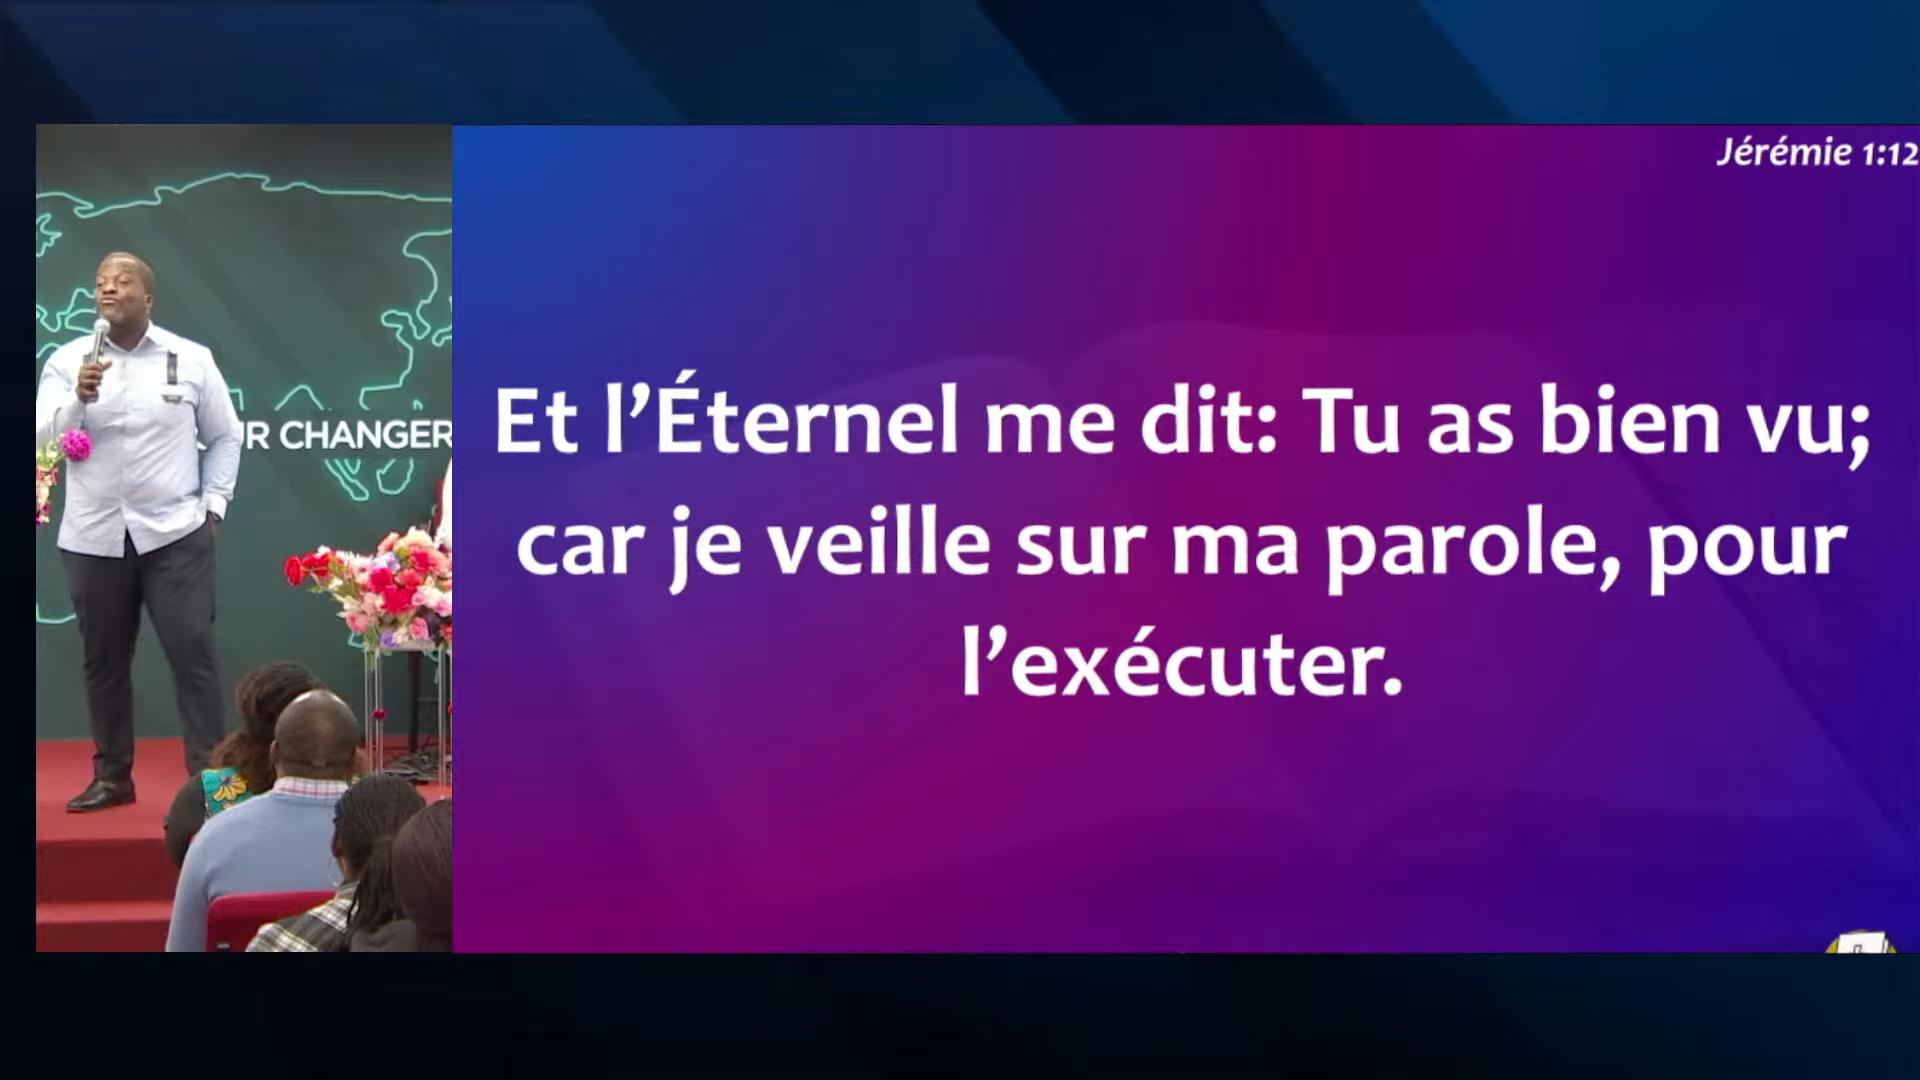 Jérémie 1:12
Et l’Éternel me dit: Tu as bien vu;
car je veille sur ma parole, pour
l’exécuter.
UR CHANGER